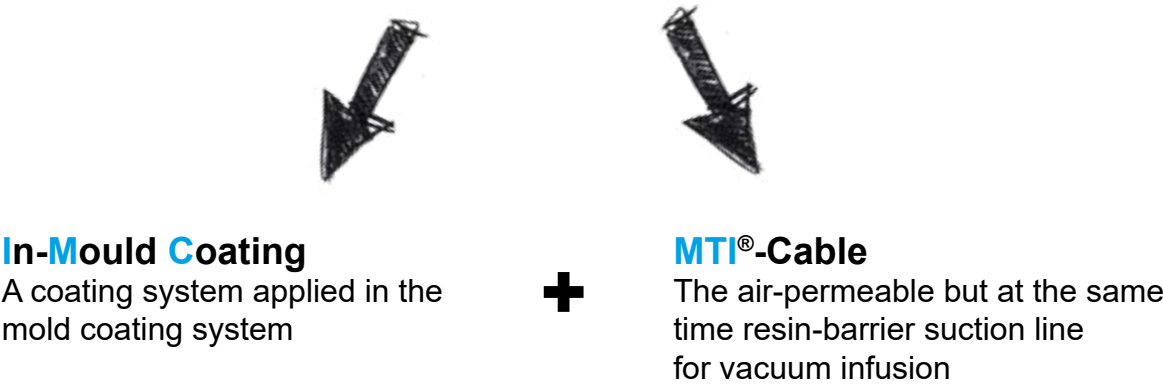 In-Mould Coating
A coating system applied in the
mold coating system
+
MTI®-Cable
The air-permeable but at the same
time resin-barrier suction line
for vacuum infusion